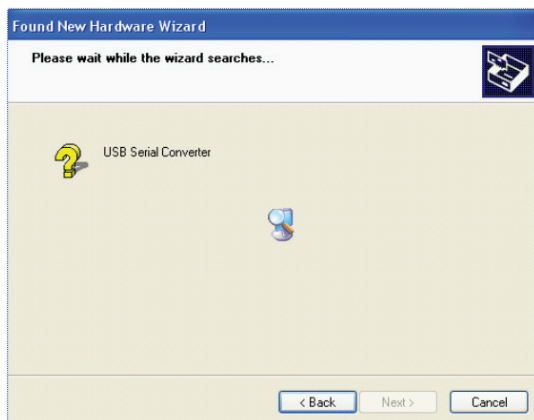 Found New Hardware Wizard
Please wait while the wizard searches...
USB Serial Converter
< Back Next > Cancel